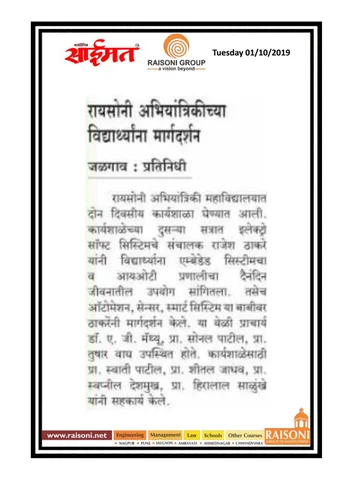 साईमत
RAISONI GROUP
a vision beyond
Tuesday 01/10/2019
रायसोनी अभियांत्रिकीच्या
विद्यार्थ्यांना मार्गदर्शन
जळगाव : प्रतिनिधी
रायसोनी अभियांत्रिकी महाविद्यालयात
दोन दिवसीय कार्यशाळा घेण्यात आली.
कार्यशाळेच्या दुसऱ्या सत्रात इलेक्ट्रो
सॉफ्ट सिस्टिमचे संचालक राजेश ठाकरे
यांनी विद्यार्थ्यांना एम्बेडेड सिस्टीमचा
व आयओटी प्रणालीचा दैनंदिन
जीवनातील उपयोग सांगितला. तसेच
ऑटोमेशन, सेन्सर, स्मार्ट सिस्टिम या बाबींवर
ठाकरेंनी मार्गदर्शन केले. या वेळी प्राचार्य
डॉ. ए. जी. मॅथ्यू, प्रा. सोनल पाटील, प्रा.
तुषार वाघ उपस्थित होते. कार्यशाळेसाठी
प्रा. स्वाती पाटील, प्रा. शीतल जाधव, प्रा.
स्वप्नील देशमुख, प्रा. हिरालाल साळुंखे
यांनी सहकार्य केले.
www.raisoni.net Engineering Management Law Schools Other Courses RAISONI
• NAGPUR • PUNE • JALGAON • AMRAVATI • AHMEDNAGAR • CHHINDWARA